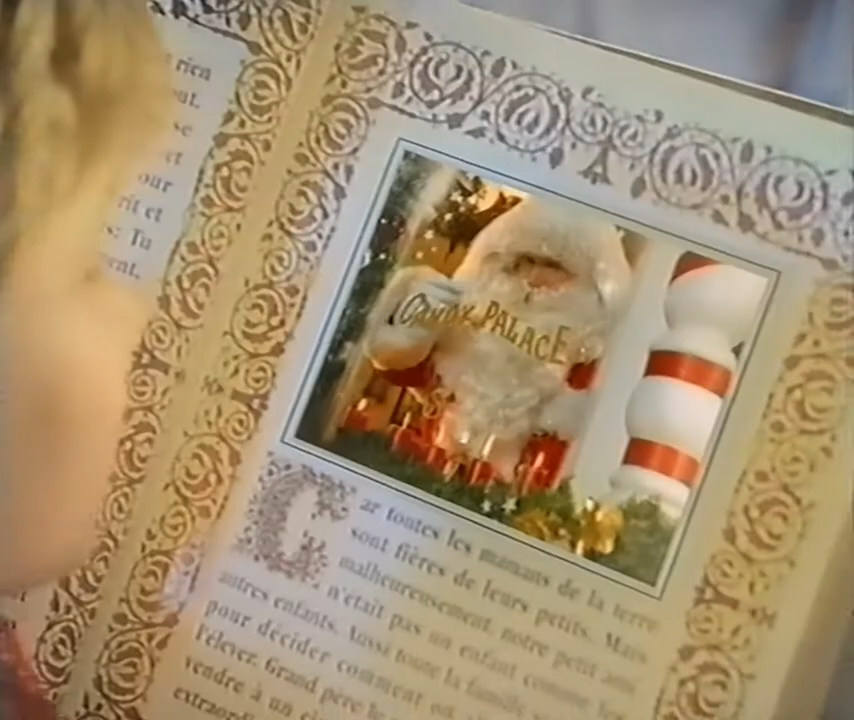 rien
se
et
our
rit et
s: Tu
ent.
CANDY PALACE
Car toutes les mamans de la terre
sont fières de leurs petits. Mais
malheureusement, notre petit ami
n'était pas un enfant comme les
autres enfants. Aussi toute la famille
pour décider comment on
l'élever. Grand père
vendre à un